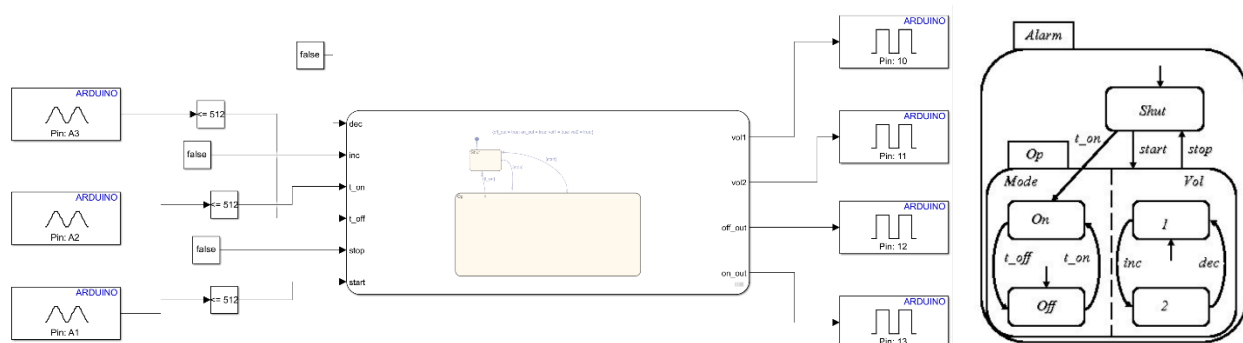 false
ARDUINO
Pin: A3
<= 512
false
ARDUINO
Pin: A2
<= 512
false
ARDUINO
Pin: A1
<= 512
dec
inc
t_on
t_off
stop
start
Op
vol1
vol2
off_out
on_out
ARDUINO
Pin: 10
ARDUINO
Pin: 11
ARDUINO
Pin: 12
ARDUINO
Pin: 13
Alarm
Shut
t_on
start
stop
Op
Mode
Vol
On
1
t_off
t_on
inc
dec
Off
2